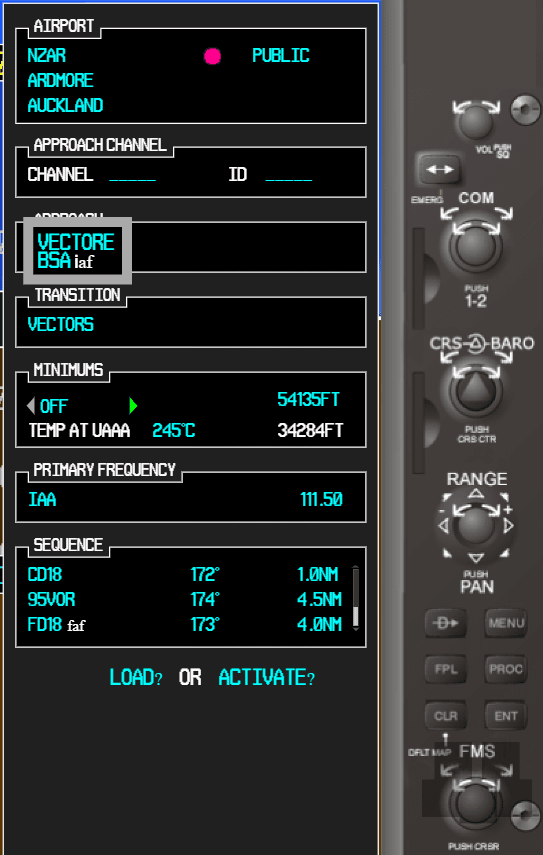 AIRPORT
NZAR PUBLIC
ARDMORE
AUCKLAND
APPROACH CHANNEL
CHANNEL _____ ID _____
APPROACH
VECTORE
BSA iaf
TRANSITION
VECTORS
MINIMUMS
OFF 54135FT
TEMP AT UAAA 245°C 34284FT
PRIMARY FREQUENCY
IAA 111.50
SEQUENCE
CD18 172° 1.0NM
95VOR 174° 4.5NM
FD18 faf 173° 4.0NM
LOAD? OR ACTIVATE?
VOL PUSH SQ
EMERG
COM
PUSH
1-2
CRS BARO
PUSH
CRS CTR
RANGE
- +
PUSH
PAN
D MENU
FPL PROC
CLR ENT
DFLT MAP FMS
PUSH CRSR